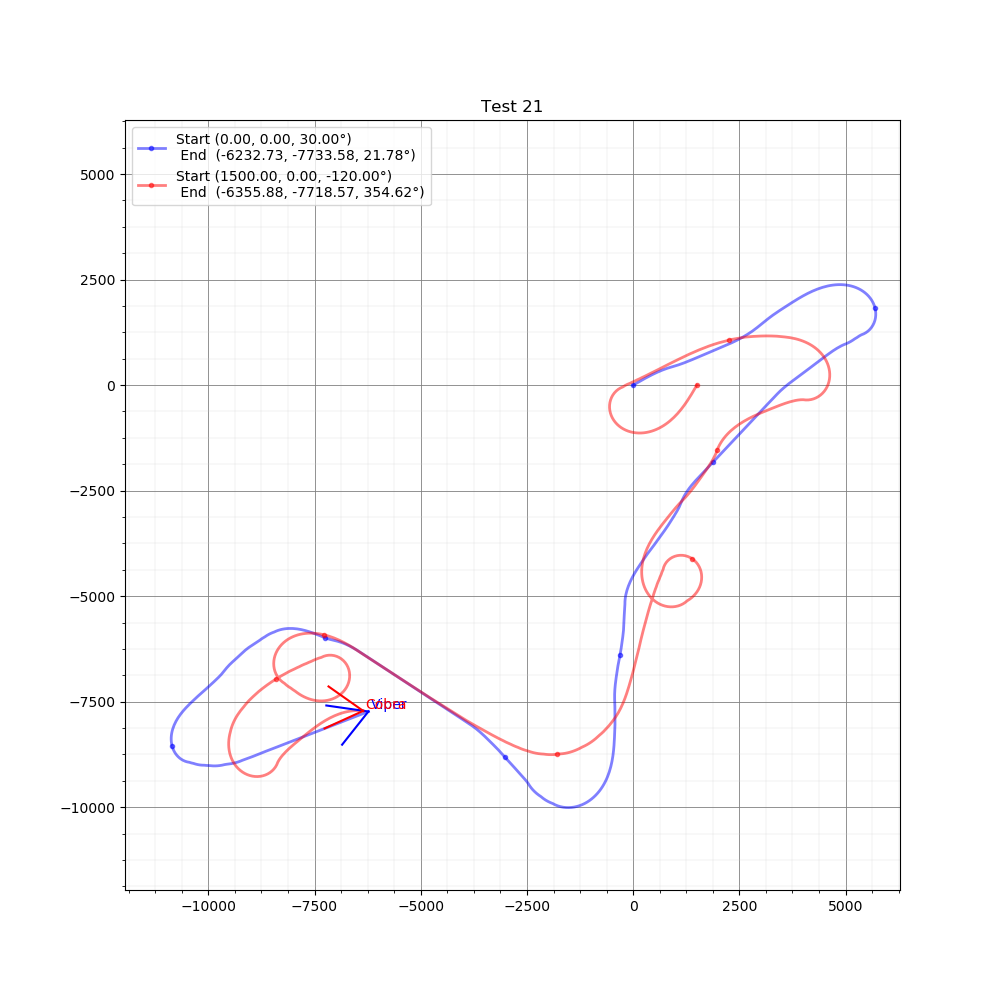 Test 21
Start (0.00, 0.00, 30.00°)
End (-6232.73, -7733.58, 21.78°)
Start (1500.00, 0.00, -120.00°)
End (-6355.88, -7718.57, 354.62°)
5000
2500
0
−2500
−5000
−7500
−10000
Viper
Cobra
−10000 −7500 −5000 −2500 0 2500 5000